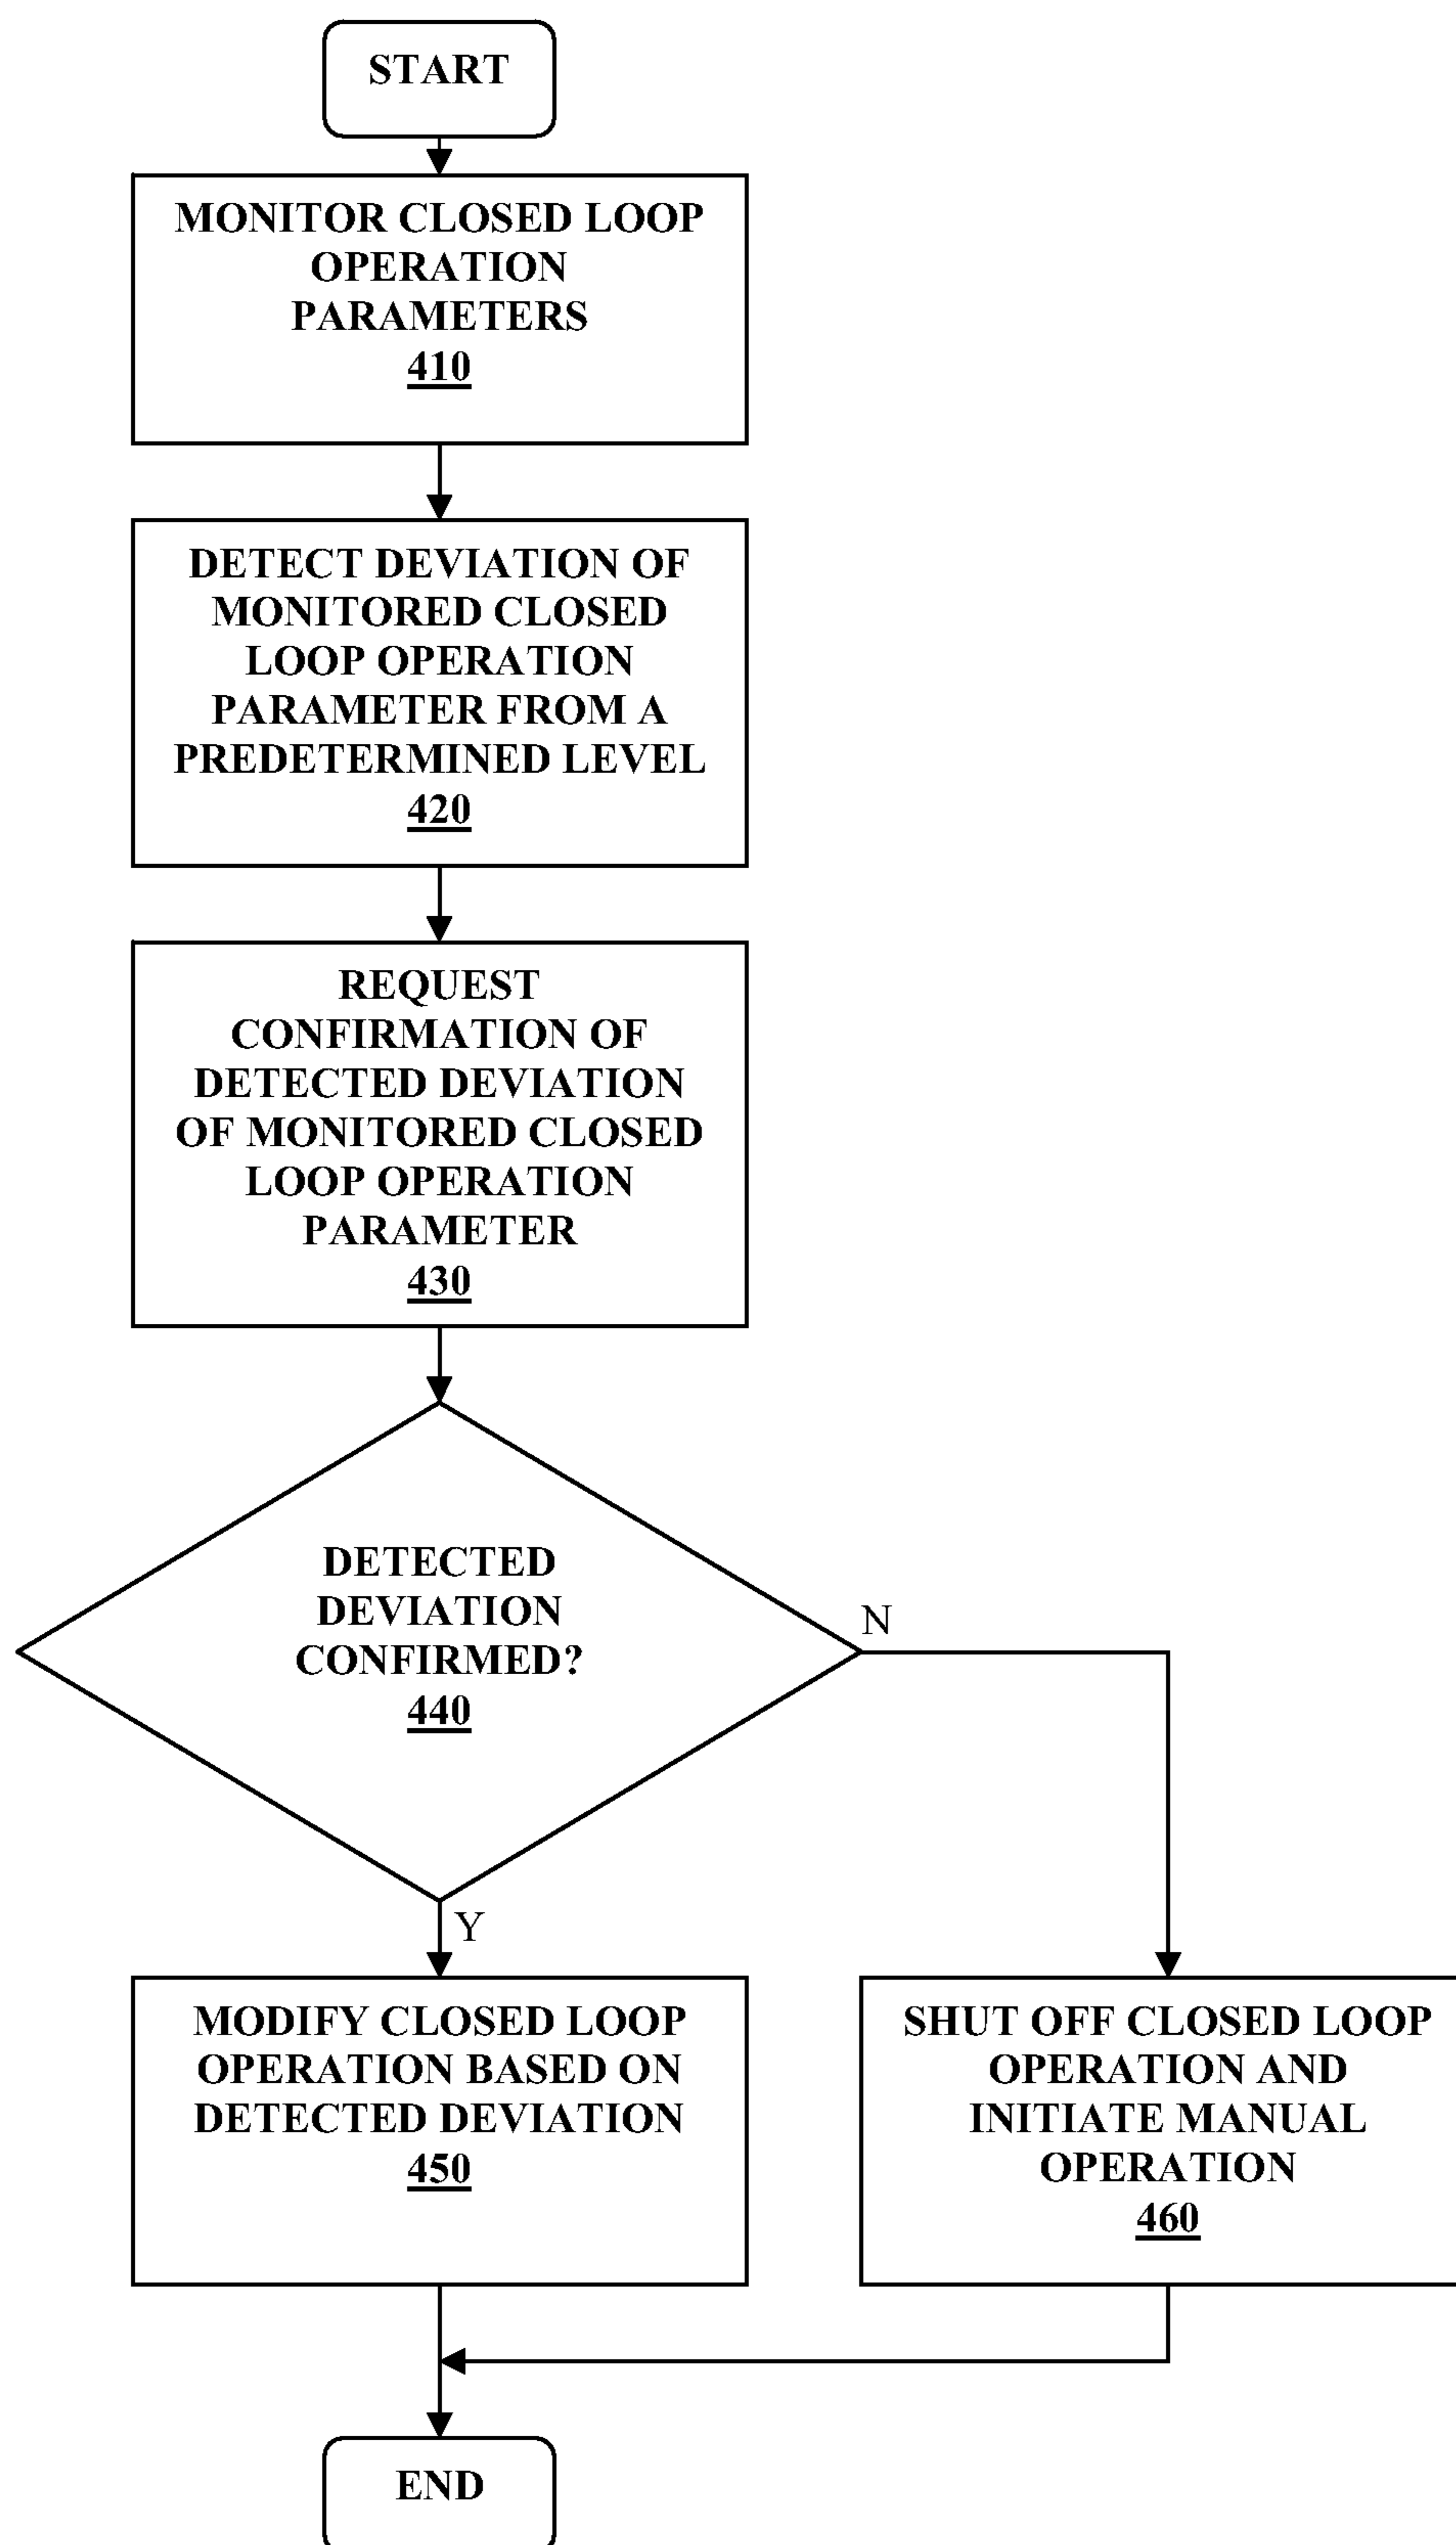 START
MONITOR CLOSED LOOP
OPERATION
PARAMETERS
410
DETECT DEVIATION OF
MONITORED CLOSED
LOOP OPERATION
PARAMETER FROM A
PREDETERMINED LEVEL
420
REQUEST
CONFIRMATION OF
DETECTED DEVIATION
OF MONITORED CLOSED
LOOP OPERATION
PARAMETER
430
DETECTED
DEVIATION
CONFIRMED?
440
N
Y
MODIFY CLOSED LOOP
OPERATION BASED ON
DETECTED DEVIATION
450
SHUT OFF CLOSED LOOP
OPERATION AND
INITIATE MANUAL
OPERATION
460
END